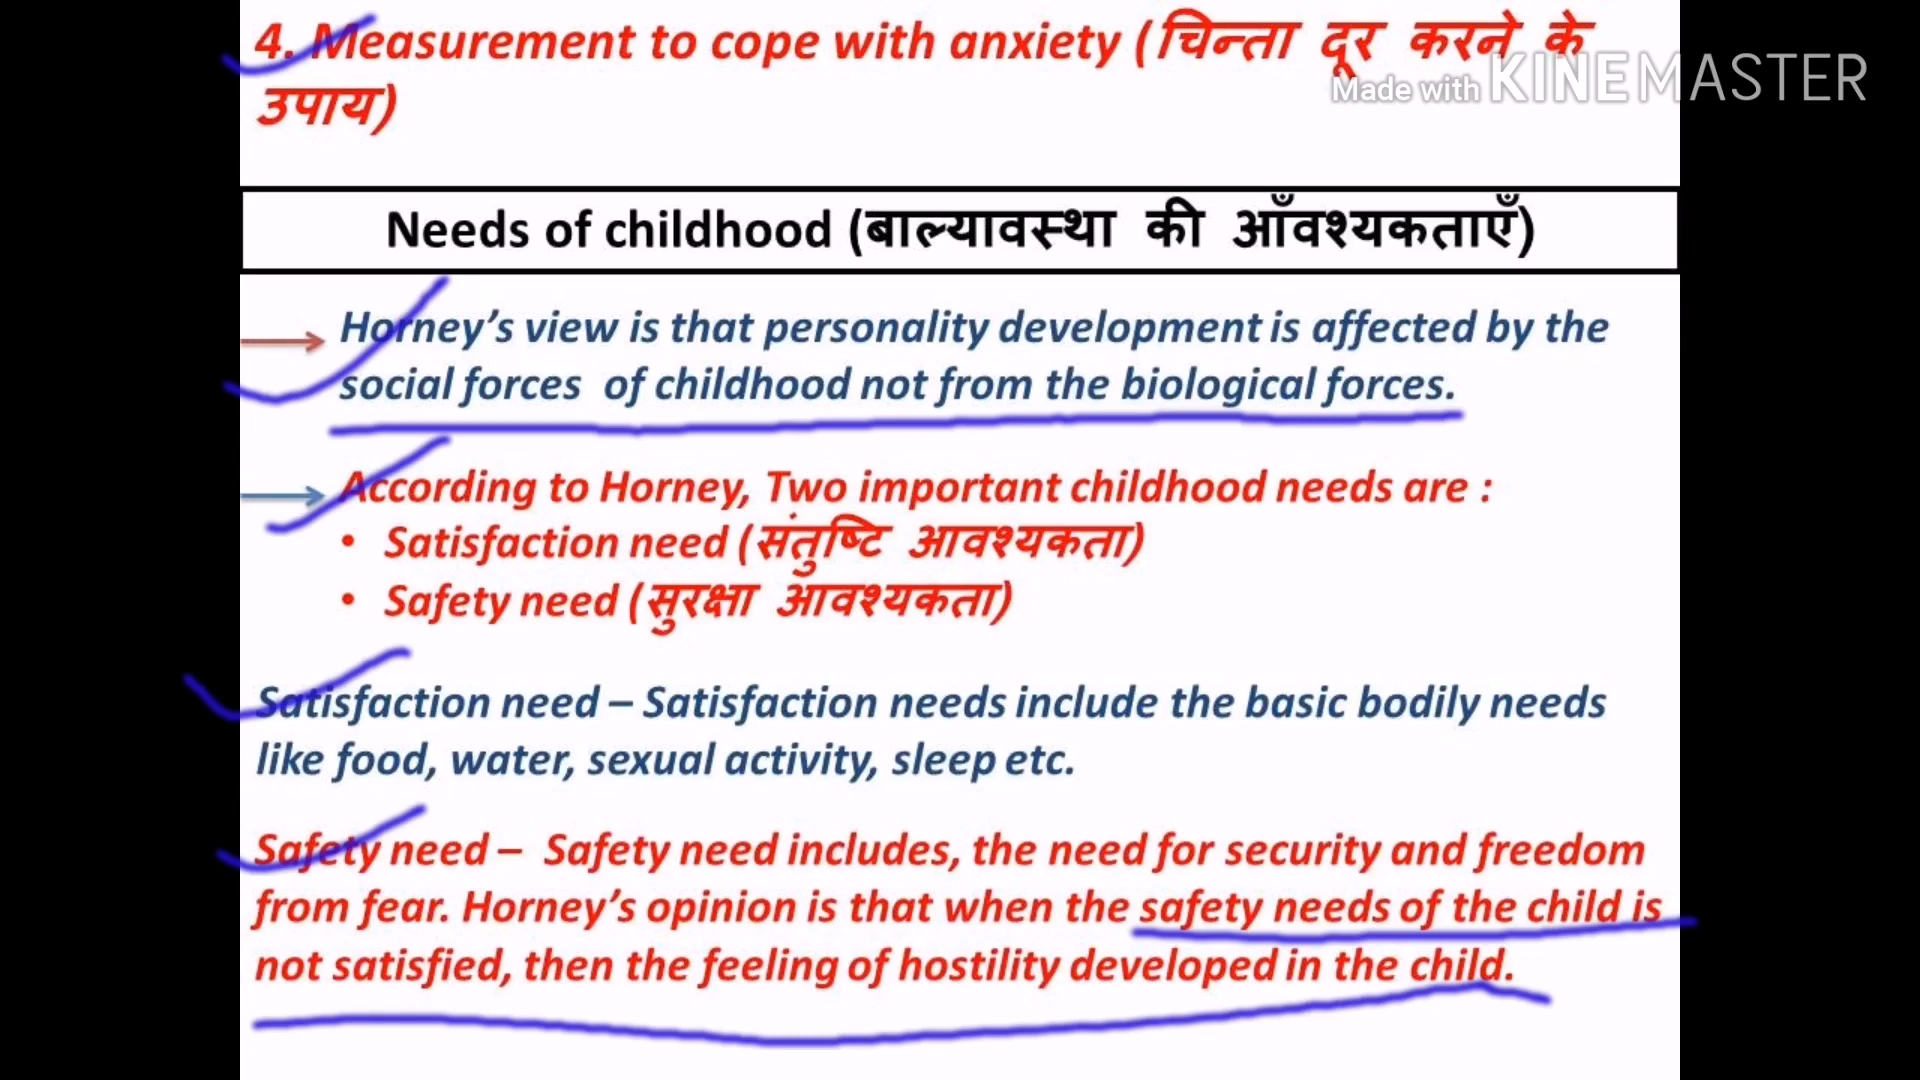 4. Measurement to cope with anxiety (चिन्ता दूर करने के
उपाय)
Made with KINEMASTER
Needs of childhood (बाल्यावस्था की आँवश्यकताएँ)
Horney’s view is that personality development is affected by the
social forces of childhood not from the biological forces.
According to Horney, Two important childhood needs are :
• Satisfaction need (संतुष्टि आवश्यकता)
• Safety need (सुरक्षा आवश्यकता)
Satisfaction need – Satisfaction needs include the basic bodily needs
like food, water, sexual activity, sleep etc.
Safety need – Safety need includes, the need for security and freedom
from fear. Horney’s opinion is that when the safety needs of the child is
not satisfied, then the feeling of hostility developed in the child.